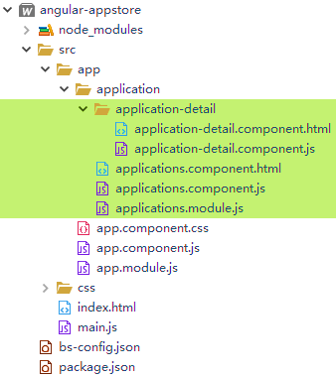 angular-appstore
node_modules
src
app
application
application-detail
application-detail.component.html
application-detail.component.js
applications.component.html
applications.component.js
applications.module.js
app.component.css
app.component.js
app.module.js
css
index.html
main.js
bs-config.json
package.json